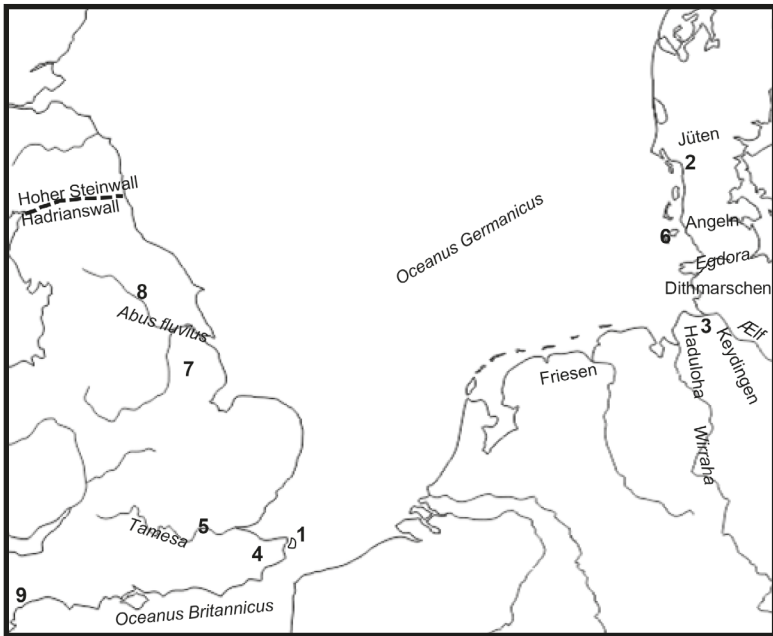 Jüten
2
Hoher Steinwall
Hadrianswall
Oceanus Germanicus
Angeln
6
Egdora
8
Dithmarschen
Abus fluvius
3
Ælf
Haduloha
Keydingen
7
Friesen
Wirraha
Tamesa
5
1
4
9
Oceanus Britannicus